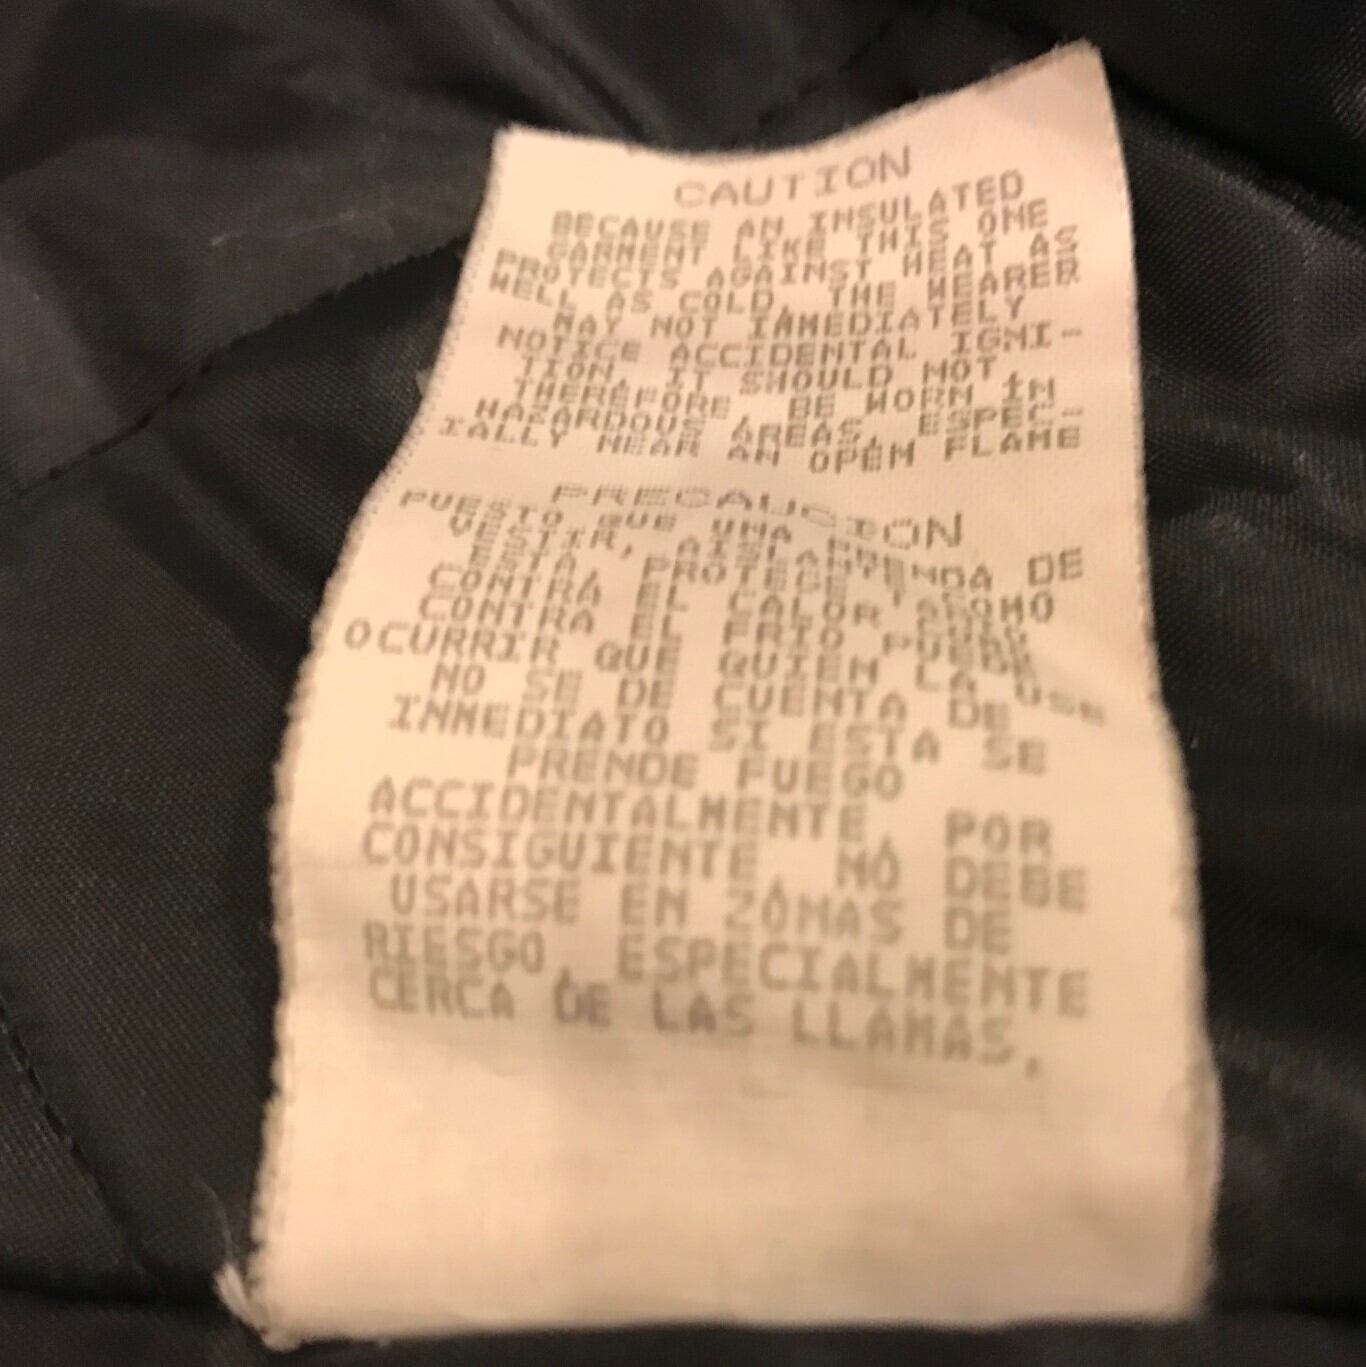 CAUTION
BECAUSE AN INSULATED
GARMENT LIKE THIS ONE
PROTECTS AGAINST HEAT AS
WELL AS COLD, THE WEARER
MAY NOT IMMEDIATELY
NOTICE ACCIDENTAL IGNI-
TION, IT SHOULD NOT,
THEREFORE, BE WORN IN
HAZARDOUS AREAS, ESPEC-
IALLY NEAR AN OPEN FLAME
PRECAUCION
PUESTO QUE UNA PRENDA DE
VESTIR, AISLANTE COMO
ESTA, PROTEGE TANTO
CONTRA EL CALOR COMO
CONTRA EL FRIO PUEDE
OCURRIR QUE QUIEN LA USE
NO SE DE CUENTA DE
INMEDIATO SI ESTA SE
PRENDE FUEGO
ACCIDENTALMENTE, POR
CONSIGUIENTE, NO DEBE
USARSE EN ZONAS DE
RIESGO, ESPECIALMENTE
CERCA DE LAS LLAMAS.